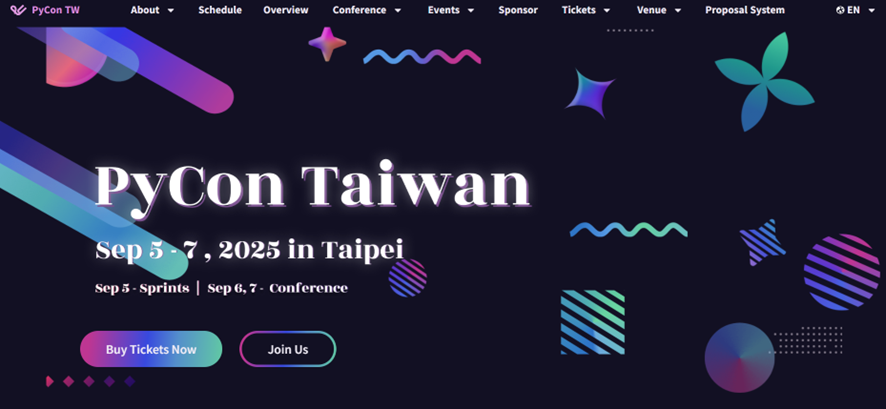 PyCon TW About Schedule Overview Conference Events Sponsor Tickets Venue Proposal System EN
PyCon Taiwan
Sep 5 - 7 , 2025 in Taipei
Sep 5 - Sprints | Sep 6, 7 - Conference
Buy Tickets Now Join Us